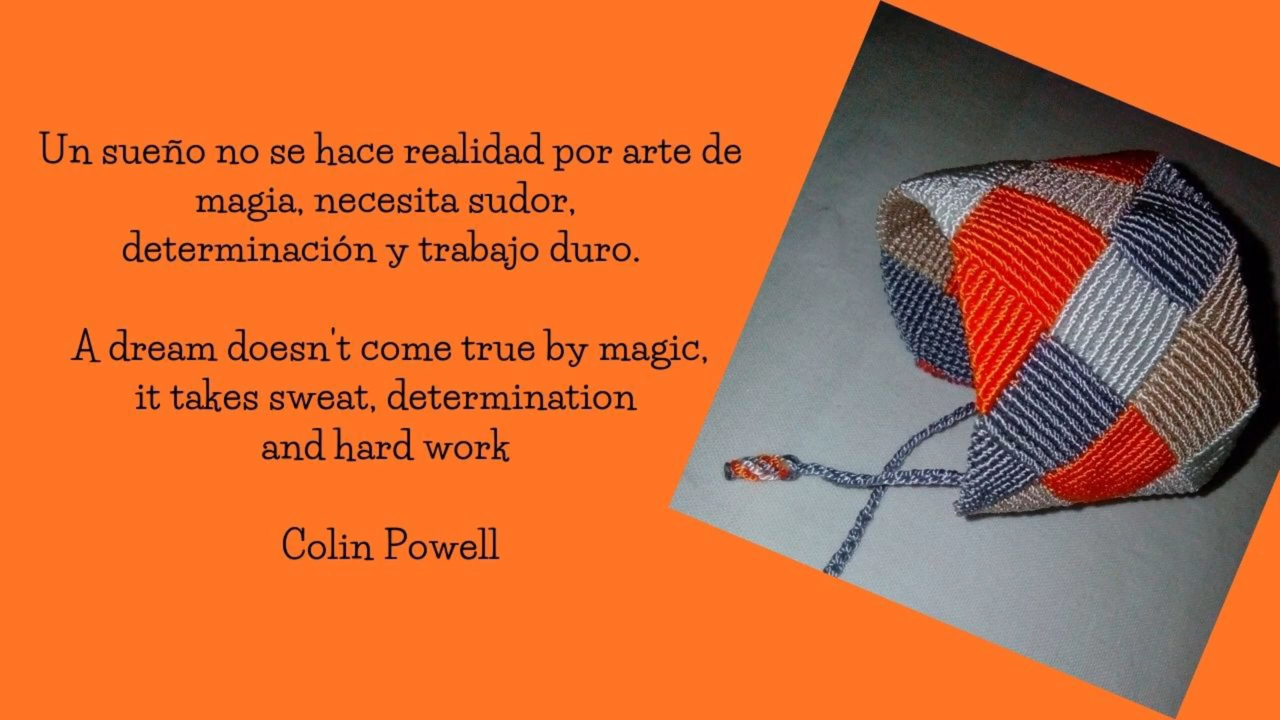 Un sueño no se hace realidad por arte de
magia, necesita sudor,
determinación y trabajo duro.
A dream doesn't come true by magic,
it takes sweat, determination
and hard work
Colin Powell